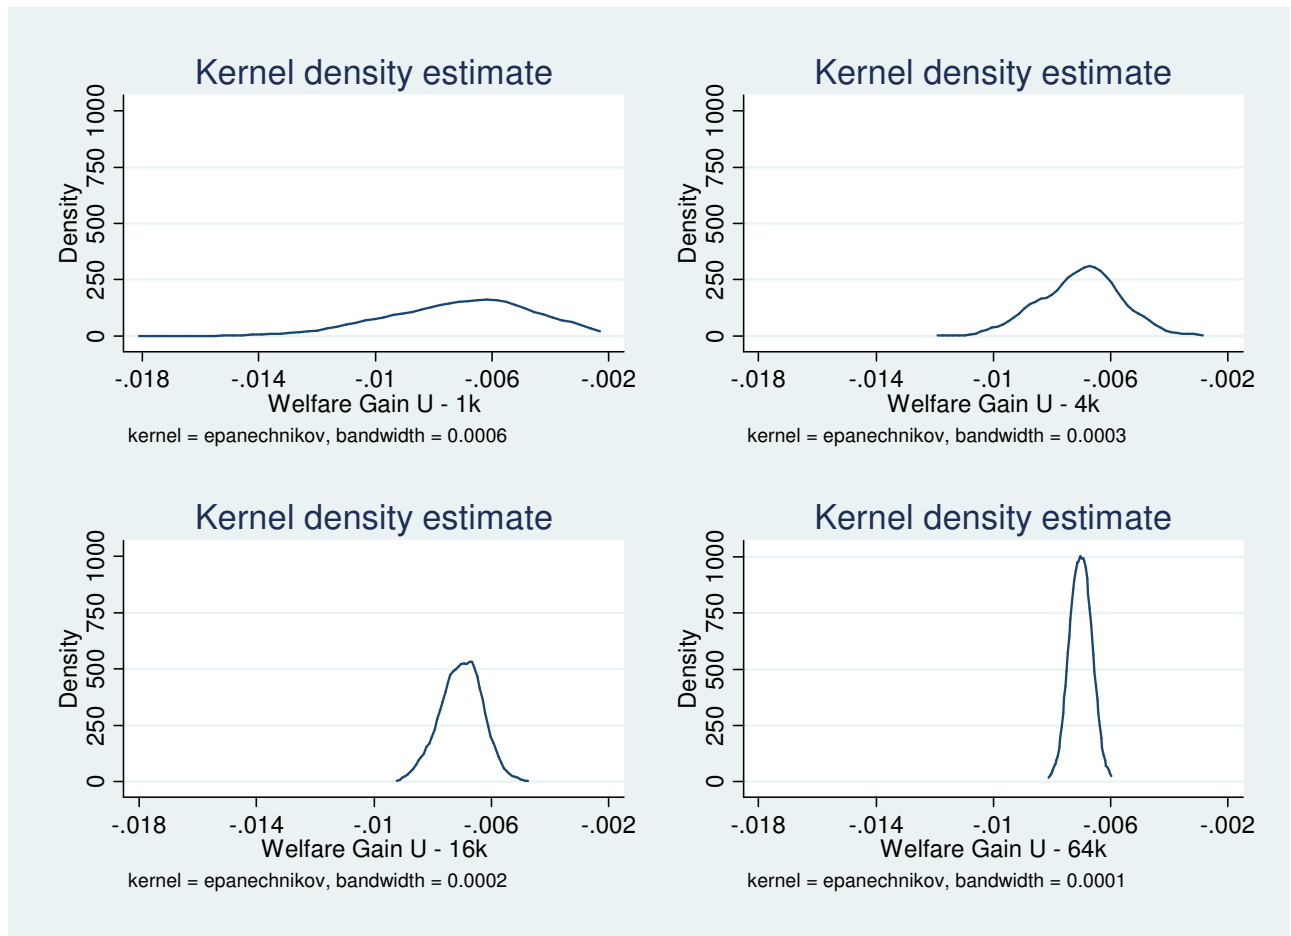 Kernel density estimate
Density
0 250 500 750 1000
-.018 -.014 -.01 -.006 -.002
Welfare Gain U - 1k
kernel = epanechnikov, bandwidth = 0.0006
Kernel density estimate
Density
0 250 500 750 1000
-.018 -.014 -.01 -.006 -.002
Welfare Gain U - 4k
kernel = epanechnikov, bandwidth = 0.0003
Kernel density estimate
Density
0 250 500 750 1000
-.018 -.014 -.01 -.006 -.002
Welfare Gain U - 16k
kernel = epanechnikov, bandwidth = 0.0002
Kernel density estimate
Density
0 250 500 750 1000
-.018 -.014 -.01 -.006 -.002
Welfare Gain U - 64k
kernel = epanechnikov, bandwidth = 0.0001